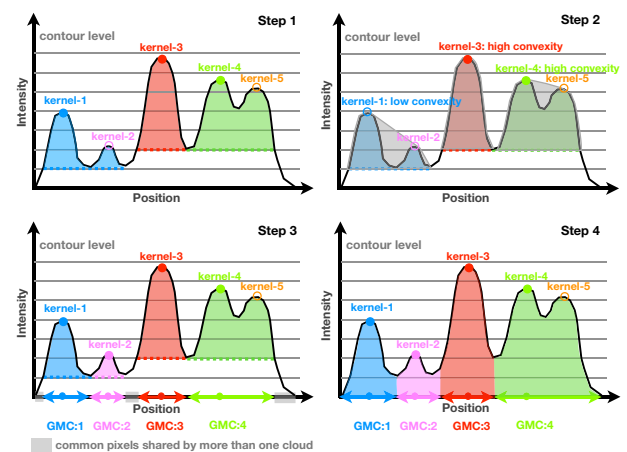 Step 1
contour level
kernel-3
kernel-4
kernel-5
kernel-1
kernel-2
Intensity
Position
Step 2
contour level
kernel-3: high convexity
kernel-4: high convexity
kernel-5
kernel-1: low convexity
kernel-2
Intensity
Position
Step 3
contour level
kernel-3
kernel-4
kernel-5
kernel-1
kernel-2
Intensity
Position
GMC:1 GMC:2 GMC:3 GMC:4
Step 4
contour level
kernel-3
kernel-4
kernel-5
kernel-1
kernel-2
Intensity
Position
GMC:1 GMC:2 GMC:3 GMC:4
common pixels shared by more than one cloud